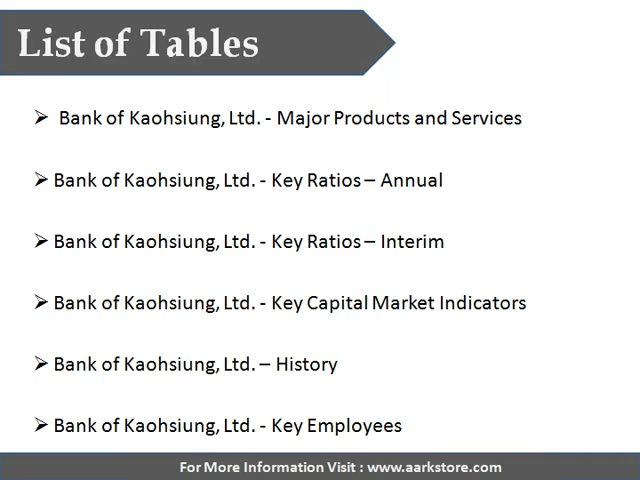 List of Tables
➢ Bank of Kaohsiung, Ltd. - Major Products and Services
➢ Bank of Kaohsiung, Ltd. - Key Ratios – Annual
➢ Bank of Kaohsiung, Ltd. - Key Ratios – Interim
➢ Bank of Kaohsiung, Ltd. - Key Capital Market Indicators
➢ Bank of Kaohsiung, Ltd. – History
➢ Bank of Kaohsiung, Ltd. - Key Employees
For More Information Visit : www.aarkstore.com